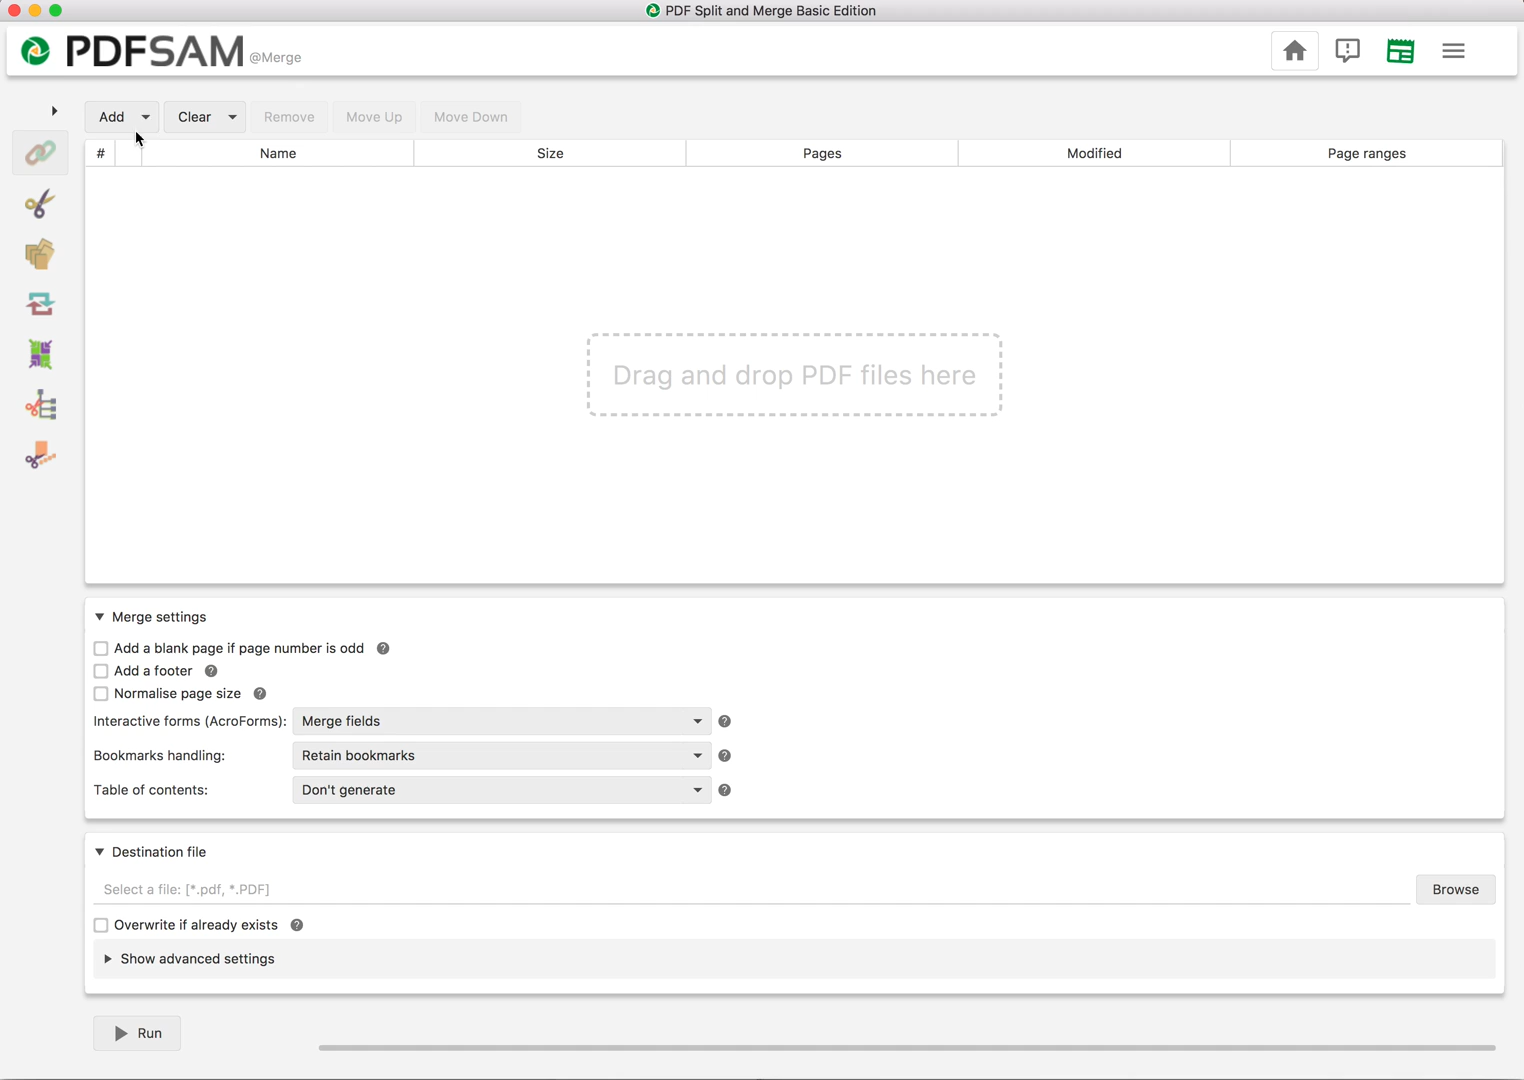 PDF Split and Merge Basic Edition
PDFSAM @Merge
Add Clear Remove Move Up Move Down
# Name Size Pages Modified Page ranges
Drag and drop PDF files here
Merge settings
Add a blank page if page number is odd ?
Add a footer ?
Normalise page size ?
Interactive forms (AcroForms): Merge fields ?
Bookmarks handling: Retain bookmarks ?
Table of contents: Don't generate ?
Destination file
Select a file: [*.pdf, *.PDF] Browse
Overwrite if already exists ?
Show advanced settings
Run